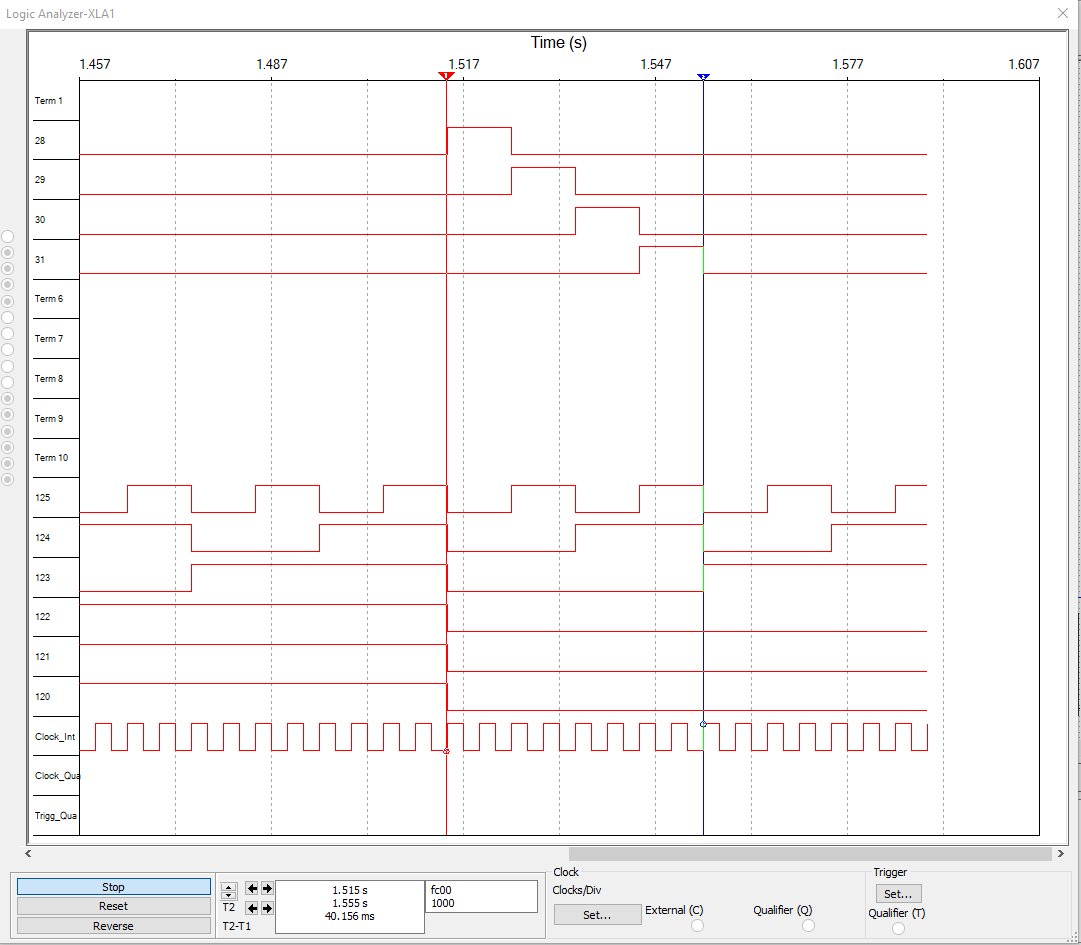 Logic Analyzer-XLA1
Time (s)
1.457 1.487 1.517 1.547 1.577 1.607
1 2
Term 1
28
29
30
31
Term 6
Term 7
Term 8
Term 9
Term 10
125
124
123
122
121
120
Clock_Int
Clock_Qua
Trigg_Qua
Stop
Reset
Reverse
T2
T2-T1
1.515 s
1.555 s
40.156 ms
fc00
1000
Clock
Clocks/Div
Set...
External (C)
Qualifier (Q)
Trigger
Set...
Qualifier (T)